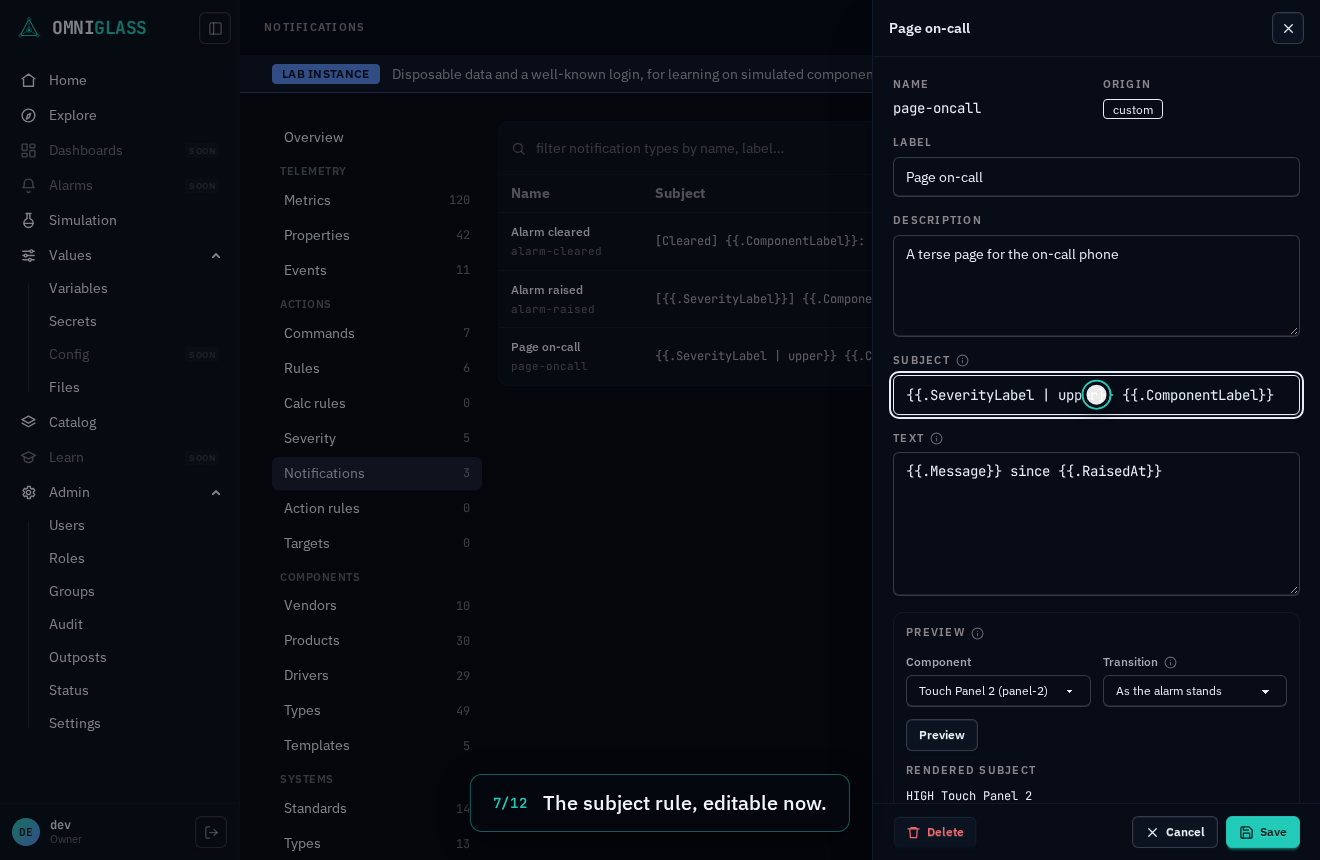 OMNIGLASS
Home
Explore
Dashboards SOON
Alarms SOON
Simulation
Values
Variables
Secrets
Config SOON
Files
Catalog
Learn SOON
Admin
Users
Roles
Groups
Audit
Outposts
Status
Settings
DE
dev
Owner
NOTIFICATIONS
LAB INSTANCE Disposable data and a well-known login, for learning on simulated componen
Overview
TELEMETRY
Metrics 120
Properties 42
Events 11
ACTIONS
Commands 7
Rules 6
Calc rules 0
Severity 5
Notifications 3
Action rules 0
Targets 0
COMPONENTS
Vendors 10
Products 30
Drivers 29
Types 49
Templates 5
SYSTEMS
Standards 14
Types 13
filter notification types by name, label...
Name Subject
Alarm cleared
alarm-cleared
[Cleared] {{.ComponentLabel}}:
Alarm raised
alarm-raised
[{{.SeverityLabel}}] {{.Compone
Page on-call
page-oncall
{{.SeverityLabel | upper}} {{.C
7/12 The subject rule, editable now.
Page on-call
NAME ORIGIN
page-oncall custom
LABEL
Page on-call
DESCRIPTION
A terse page for the on-call phone
SUBJECT
{{.SeverityLabel | upp {{.ComponentLabel}}
TEXT
{{.Message}} since {{.RaisedAt}}
PREVIEW
Component Transition
Touch Panel 2 (panel-2) As the alarm stands
Preview
RENDERED SUBJECT
HIGH Touch Panel 2
Delete Cancel Save